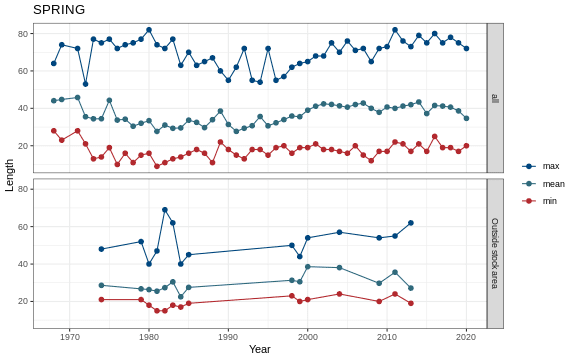 SPRING
80
60
40
20
all
80
60
40
20
Outside stock area
1970
1980
1990
2000
2010
2020
Year
Length
max
mean
min